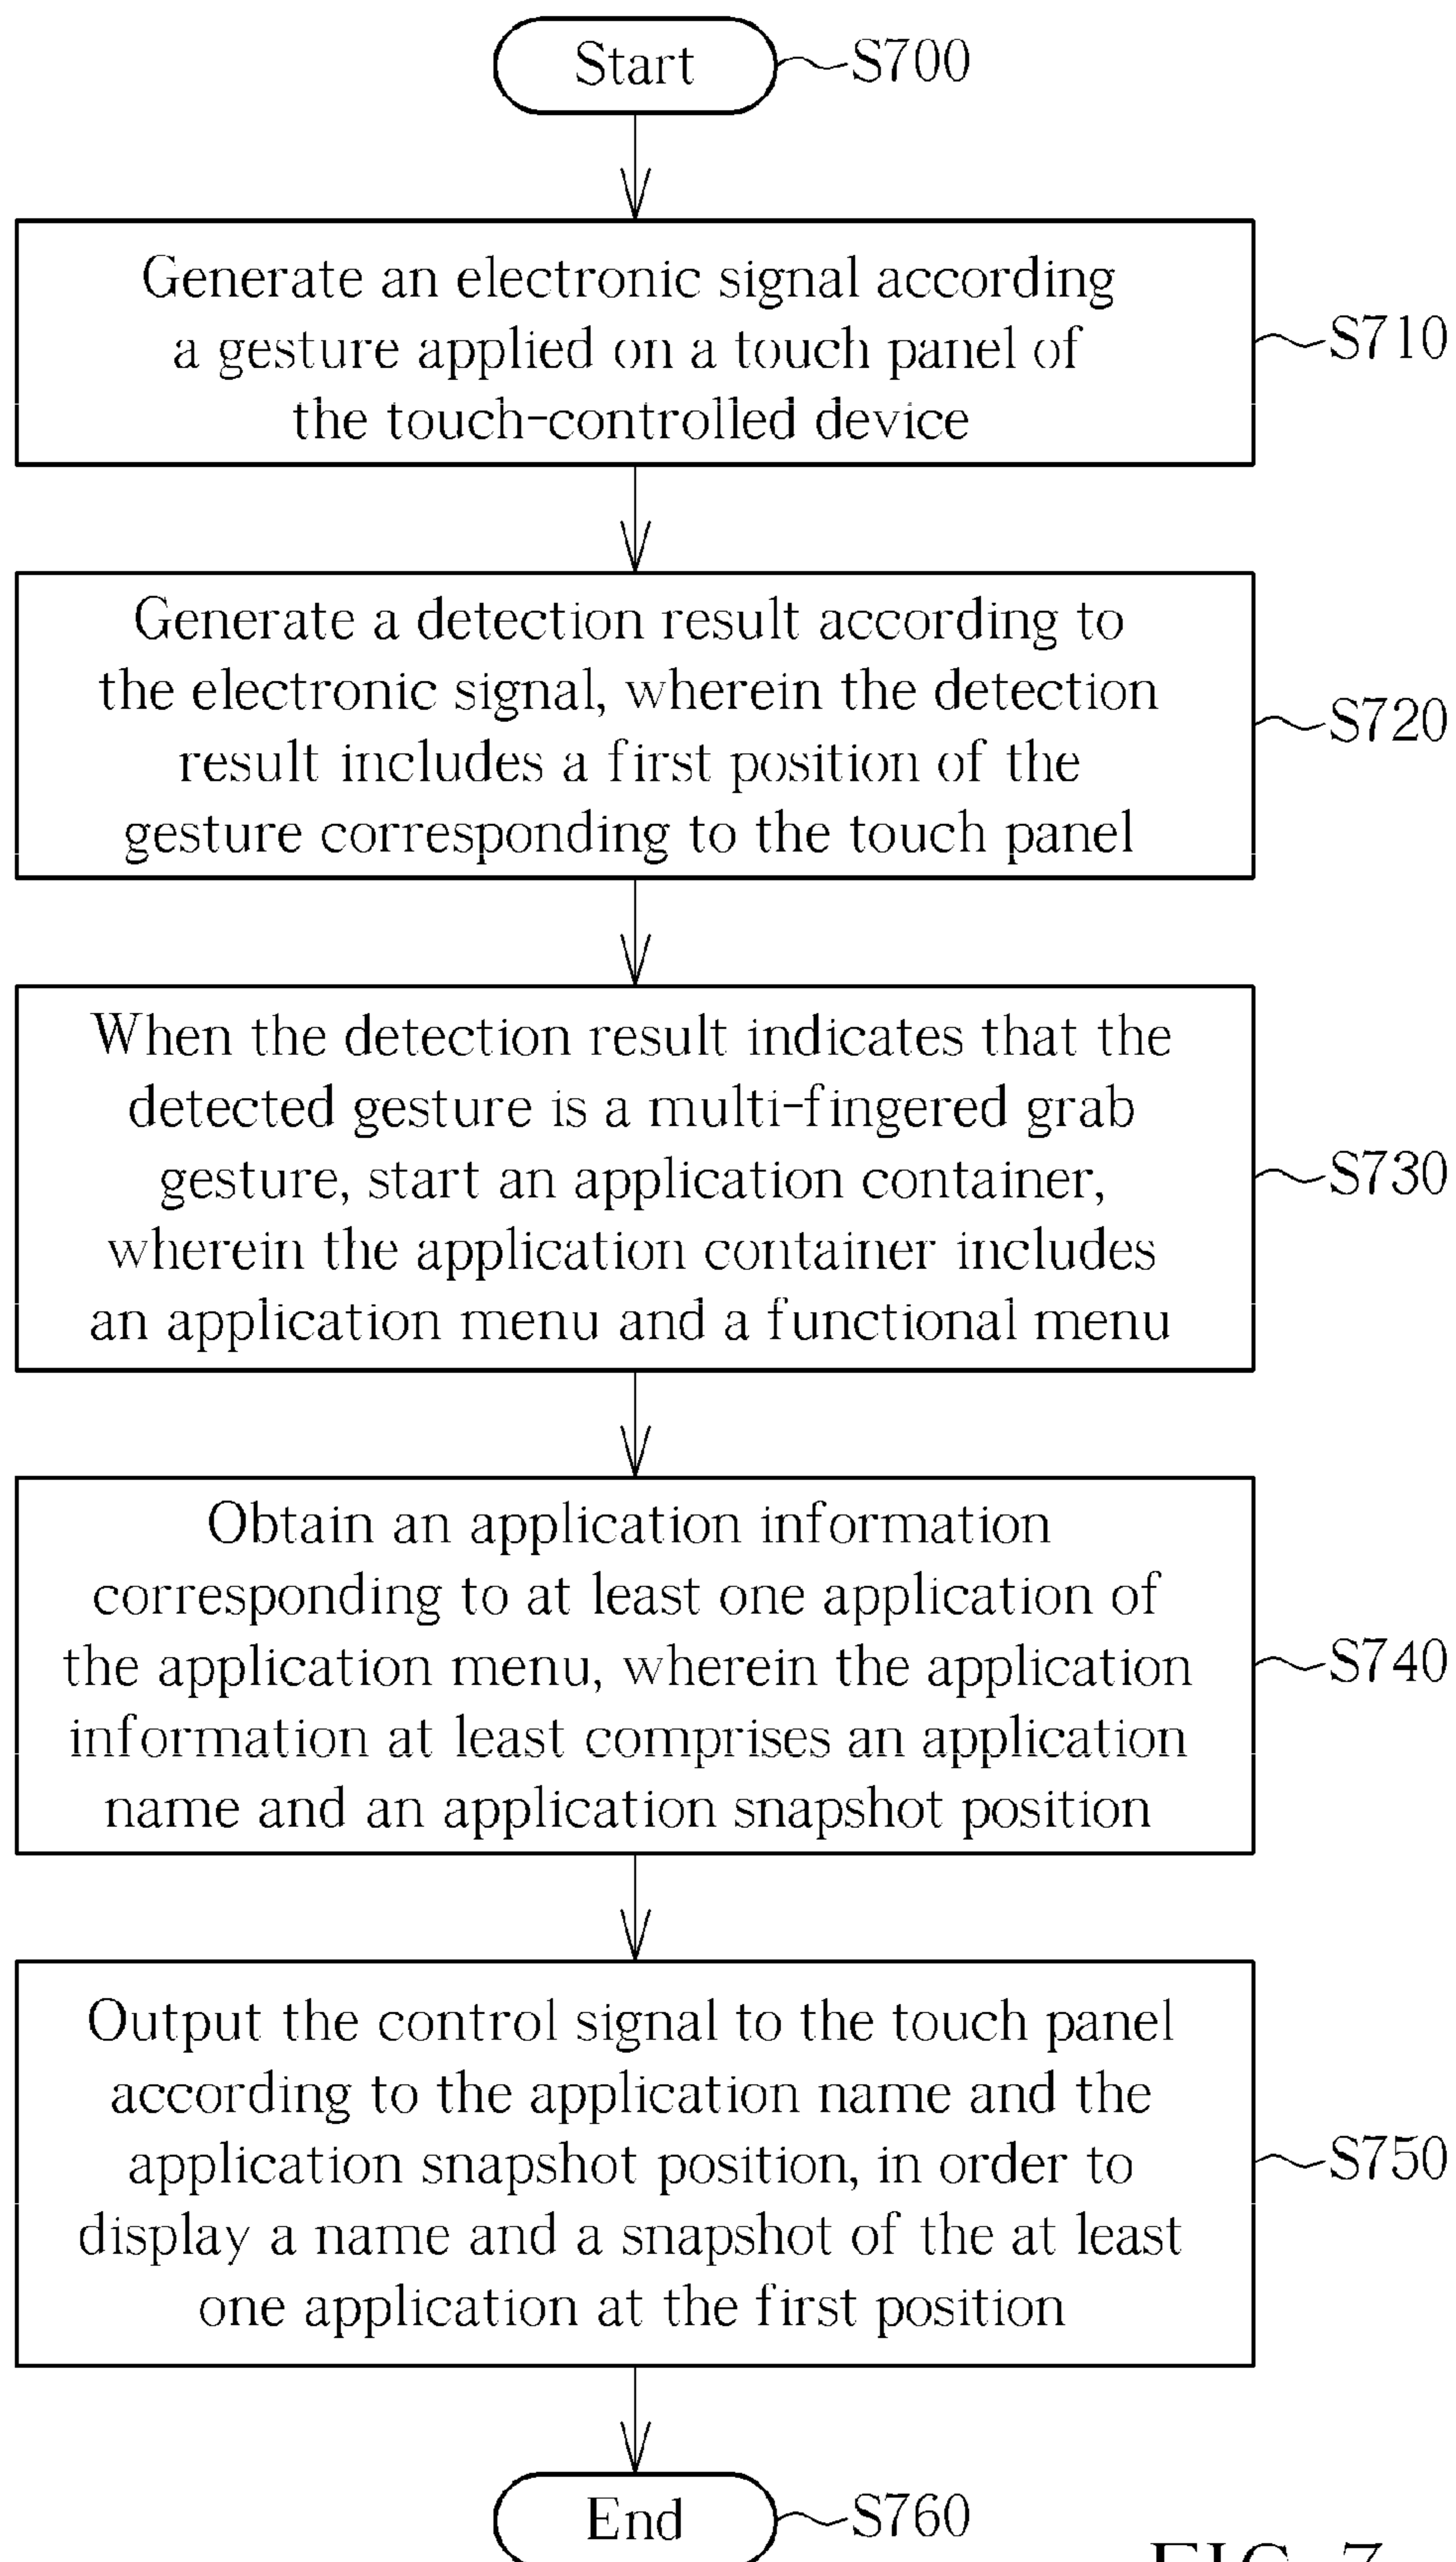 Start
S700
Generate an electronic signal according
a gesture applied on a touch panel of
the touch-controlled device
S710
Generate a detection result according to
the electronic signal, wherein the detection
result includes a first position of the
gesture corresponding to the touch panel
S720
When the detection result indicates that the
detected gesture is a multi-fingered grab
gesture, start an application container,
wherein the application container includes
an application menu and a functional menu
S730
Obtain an application information
corresponding to at least one application of
the application menu, wherein the application
information at least comprises an application
name and an application snapshot position
S740
Output the control signal to the touch panel
according to the application name and the
application snapshot position, in order to
display a name and a snapshot of the at least
one application at the first position
S750
End
S760
FIG. 7